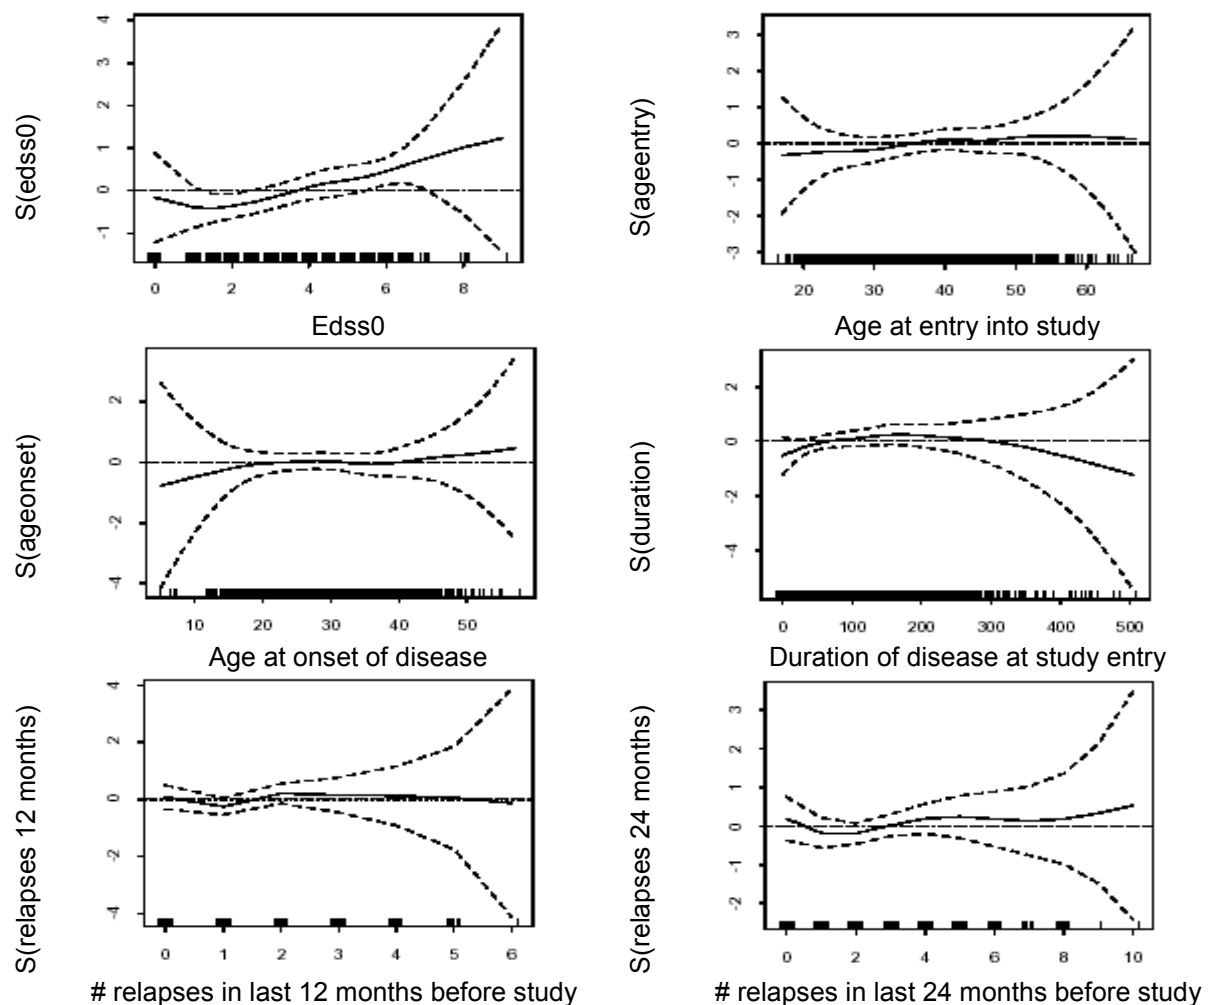 S(edss0)
4
3
2
1
0
-1
0 2 4 6 8
Edss0
S(ageentry)
3
2
1
0
-1
-2
-3
20 30 40 50 60
Age at entry into study
S(ageonset)
2
0
-2
-4
10 20 30 40 50
Age at onset of disease
S(duration)
2
0
-2
-4
0 100 200 300 400 500
Duration of disease at study entry
S(relapses 12 months)
4
2
0
-2
-4
0 1 2 3 4 5 6
# relapses in last 12 months before study
S(relapses 24 months)
3
2
1
0
-1
-2
0 2 4 6 8 10
# relapses in last 24 months before study